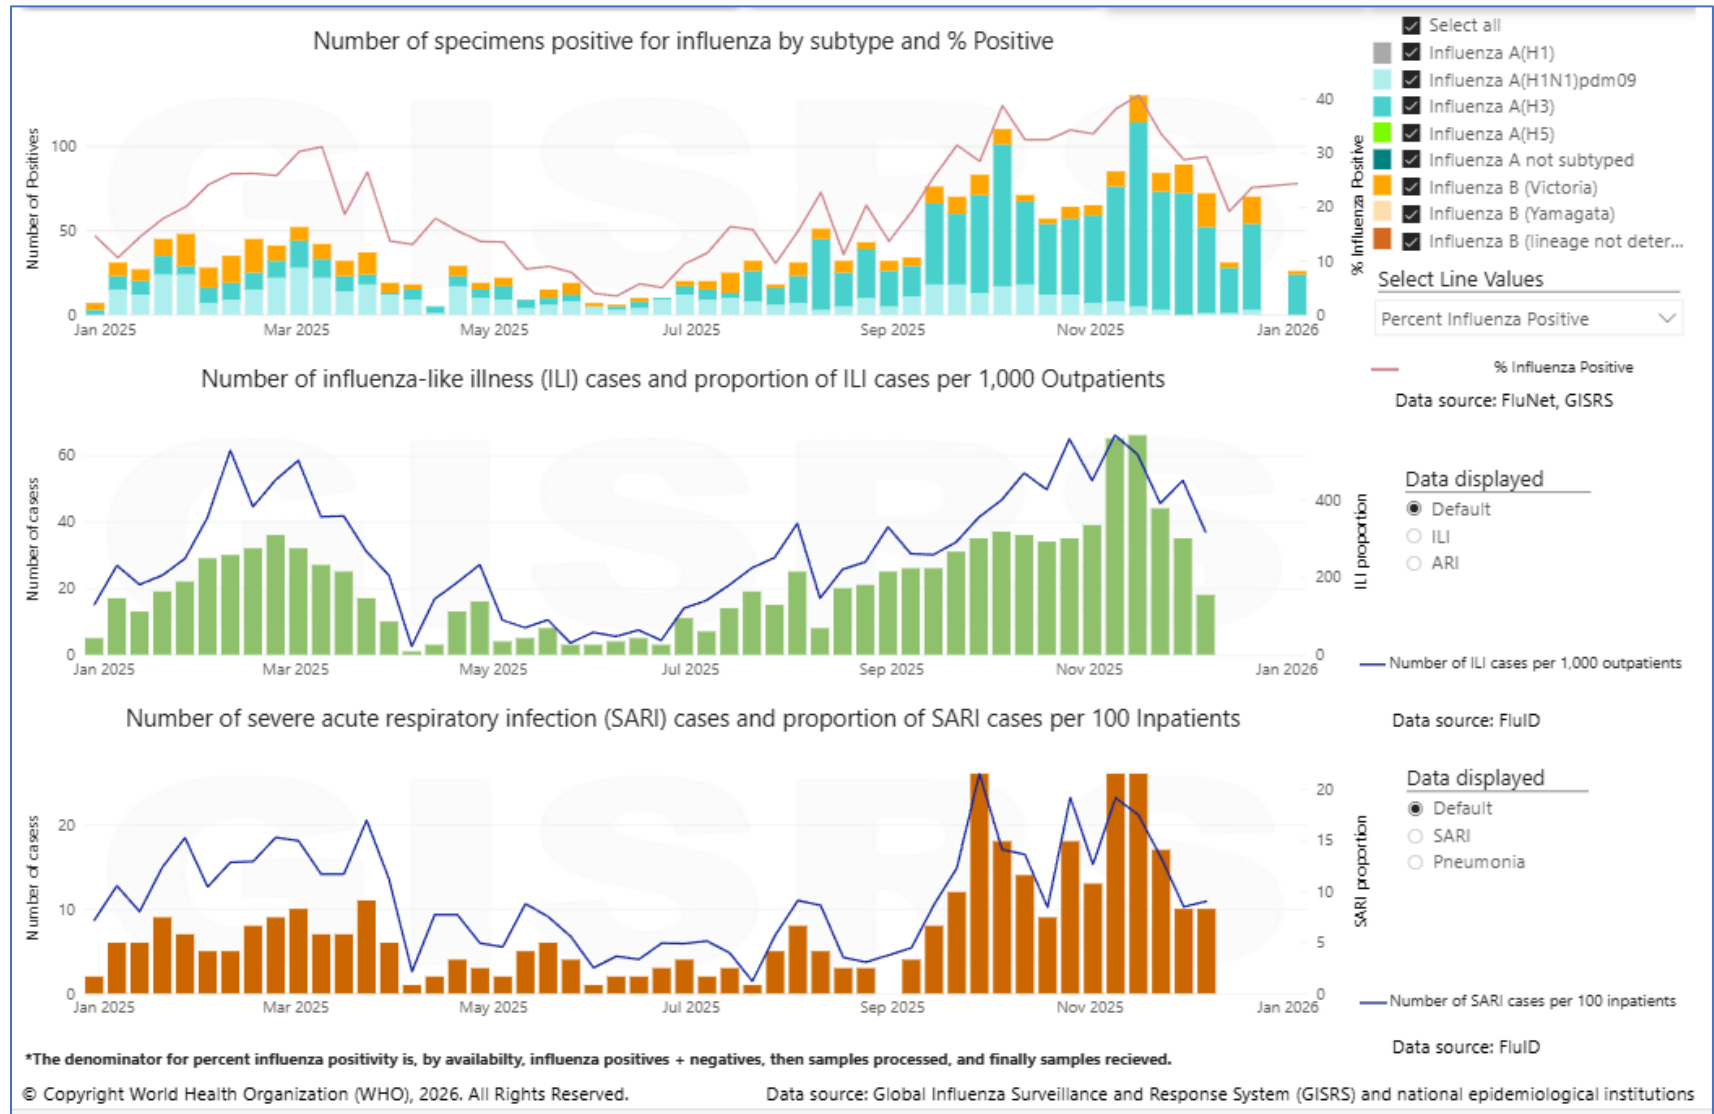 Number of specimens positive for influenza by subtype and % Positive
Number of Positives
100
50
0
40
30
20
10
0
% Influenza Positive
Jan 2025
Mar 2025
May 2025
Jul 2025
Sep 2025
Nov 2025
Jan 2026
Select all
Influenza A(H1)
Influenza A(H1N1)pdm09
Influenza A(H3)
Influenza A(H5)
Influenza A not subtyped
Influenza B (Victoria)
Influenza B (Yamagata)
Influenza B (lineage not deter...
Select Line Values
Percent Influenza Positive
% Influenza Positive
Data source: FluNet, GISRS
Number of influenza-like illness (ILI) cases and proportion of ILI cases per 1,000 Outpatients
Number of casess
60
40
20
0
400
200
0
ILI proportion
Jan 2025
Mar 2025
May 2025
Jul 2025
Sep 2025
Nov 2025
Jan 2026
Data displayed
Default
ILI
ARI
Number of ILI cases per 1,000 outpatients
Data source: FluID
Number of severe acute respiratory infection (SARI) cases and proportion of SARI cases per 100 Inpatients
Number of casess
20
10
0
20
15
10
5
0
SARI proportion
Jan 2025
Mar 2025
May 2025
Jul 2025
Sep 2025
Nov 2025
Jan 2026
Data displayed
Default
SARI
Pneumonia
Number of SARI cases per 100 inpatients
Data source: FluID
*The denominator for percent influenza positivity is, by availabilty, influenza positives + negatives, then samples processed, and finally samples recieved.
© Copyright World Health Organization (WHO), 2026. All Rights Reserved.
Data source: Global Influenza Surveillance and Response System (GISRS) and national epidemiological institutions
GISRS
GISRS
GISRS